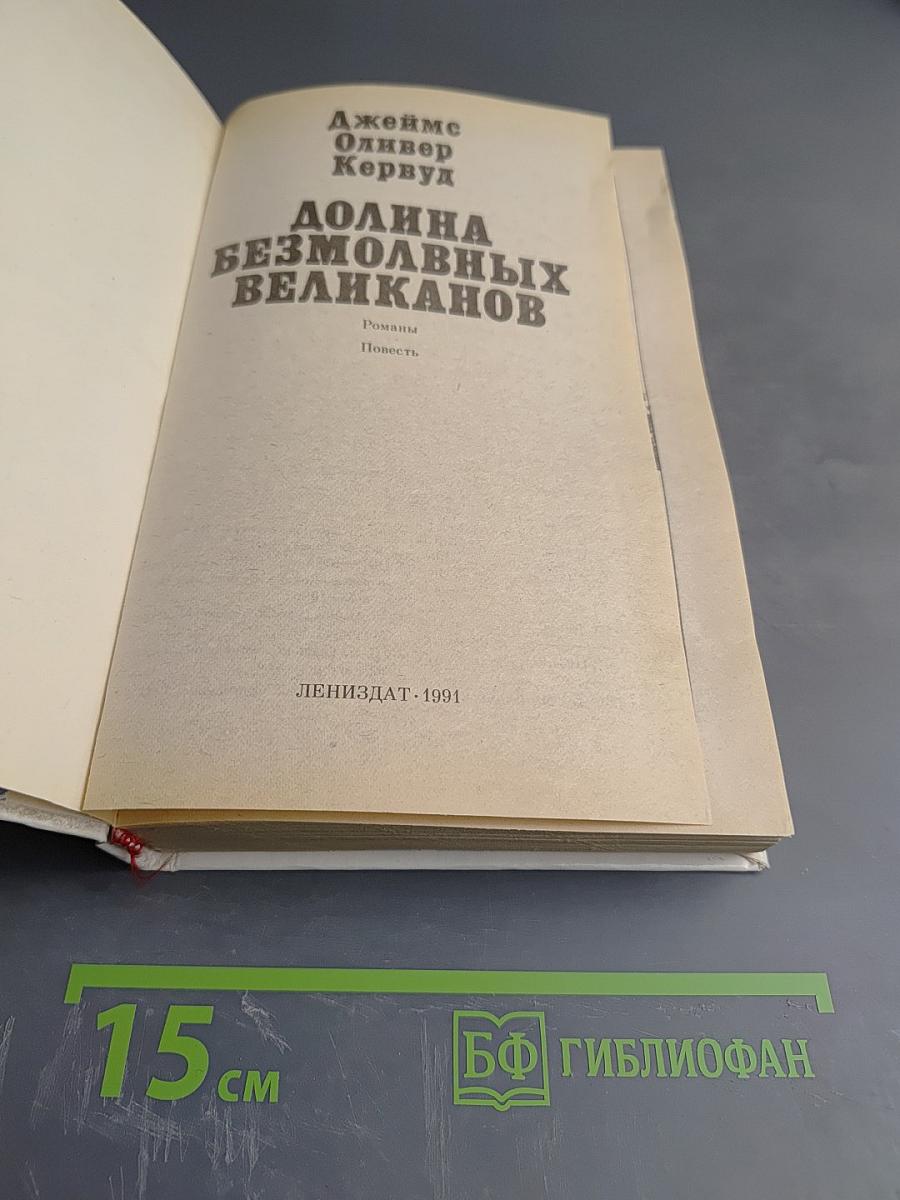 Джеймс
Оливер
Кервуд
ДОЛИНА
БЕЗМОЛВНЫХ
ВЕЛИКАНОВ
Романы
Повесть
ЛЕНИЗДАТ · 1991
15 см
БФ ГИБЛИОФАН